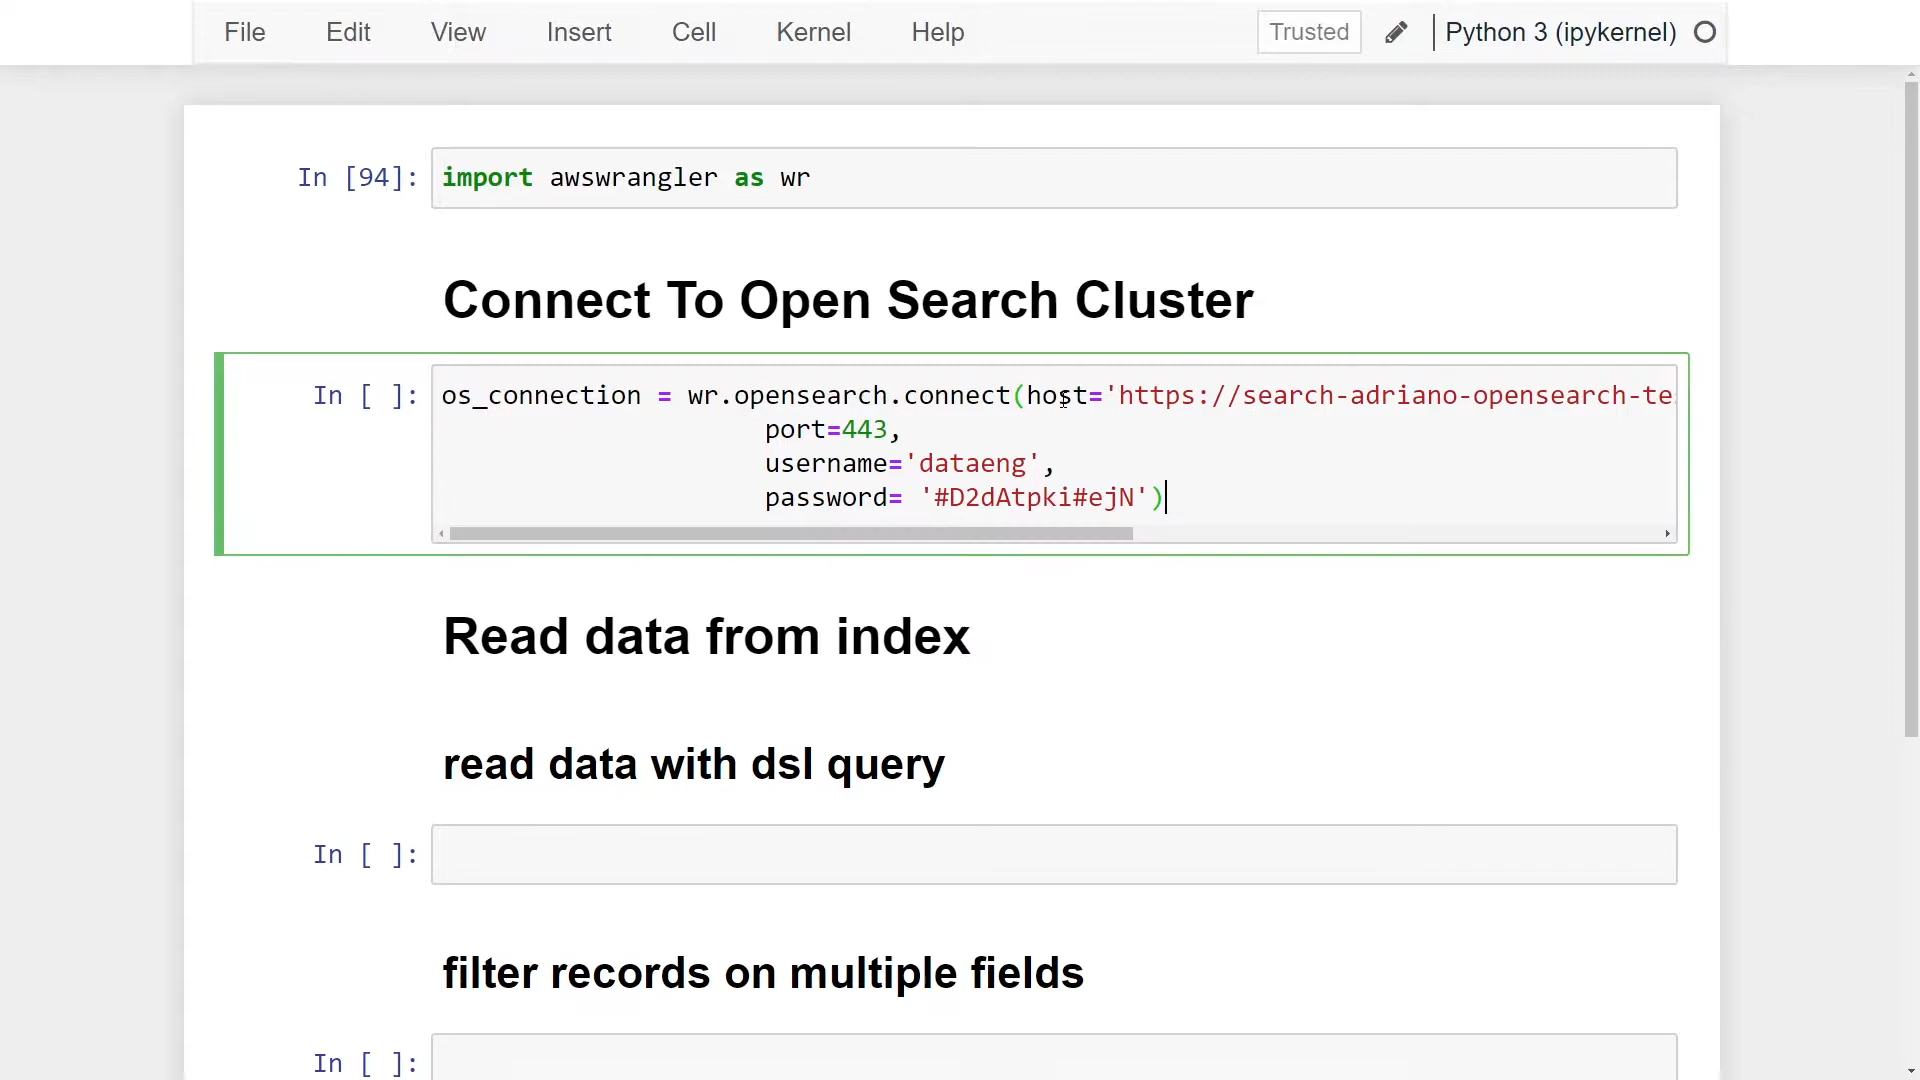 File Edit View Insert Cell Kernel Help Trusted Python 3 (ipykernel)
In [94]: import awswrangler as wr
Connect To Open Search Cluster
In [ ]: os_connection = wr.opensearch.connect(host='https://search-adriano-opensearch-te
port=443,
username='dataeng',
password= '#D2dAtpki#ejN')
Read data from index
read data with dsl query
In [ ]:
filter records on multiple fields
In [ ]: